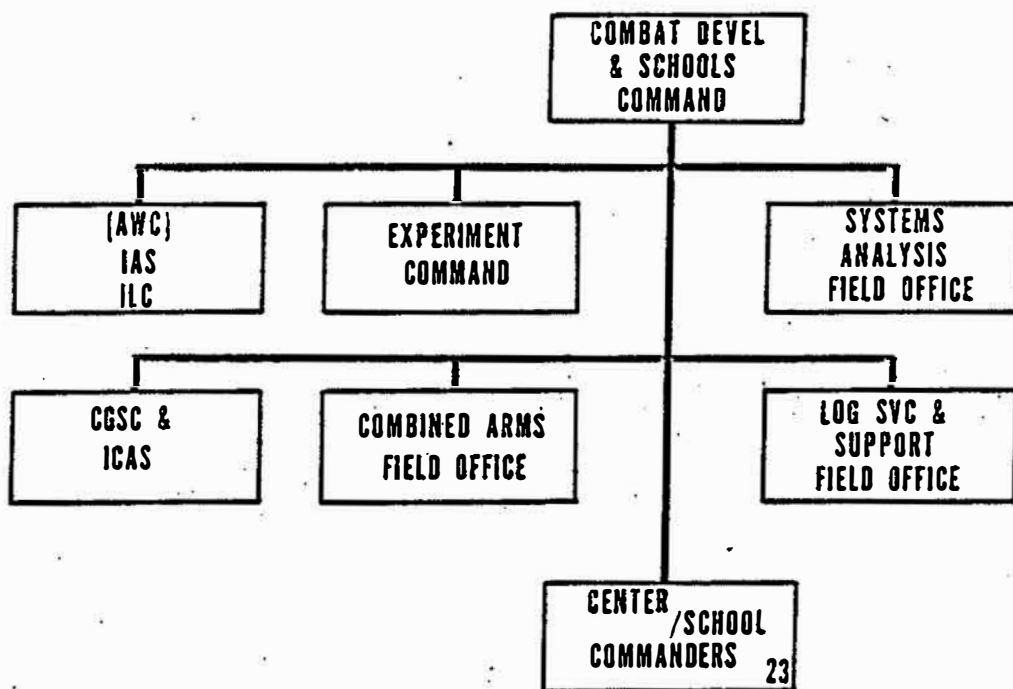 COMBAT DEVEL
& SCHOOLS
COMMAND
(AWC)
IAS
ILC
EXPERIMENT
COMMAND
SYSTEMS
ANALYSIS
FIELD OFFICE
CGSC &
ICAS
COMBINED ARMS
FIELD OFFICE
LOG SVC &
SUPPORT
FIELD OFFICE
CENTER
/SCHOOL
COMMANDERS 23